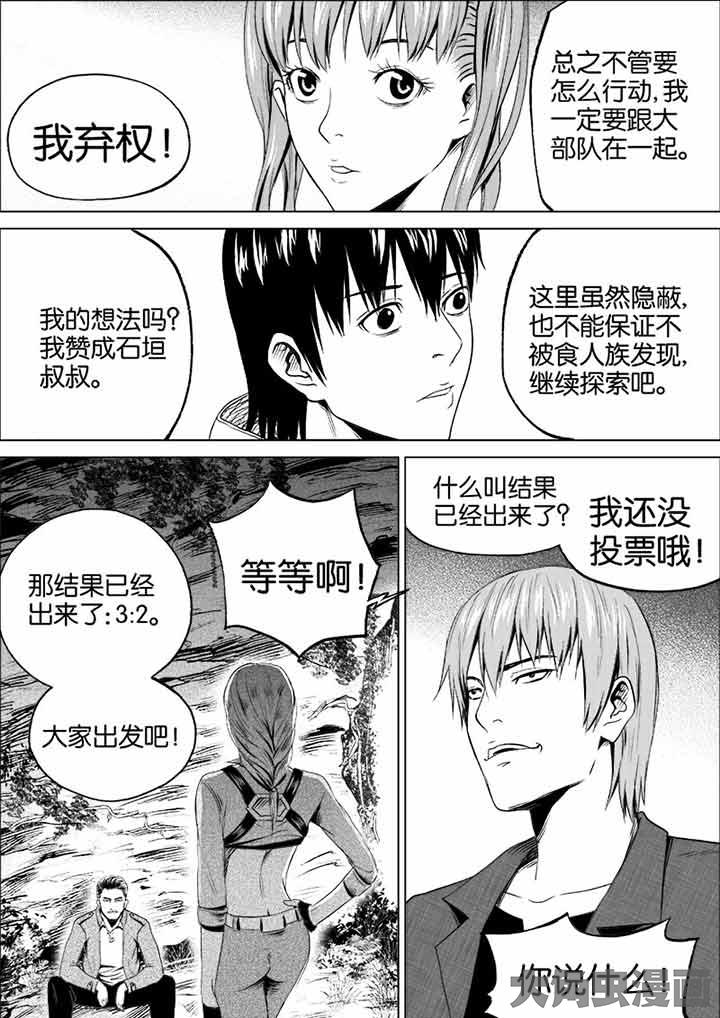 我弃权！
总之不管要
怎么行动，我
一定要跟大
部队在一起。
我的想法吗？
我赞成石垣
叔叔。
这里虽然隐蔽，
也不能保证不
被食人族发现，
继续探索吧。
那结果已经
出来了：3:2。
大家出发吧！
等等啊！
什么叫结果
已经出来了？
我还没
投票哦！
你说什么！
大角虫漫画